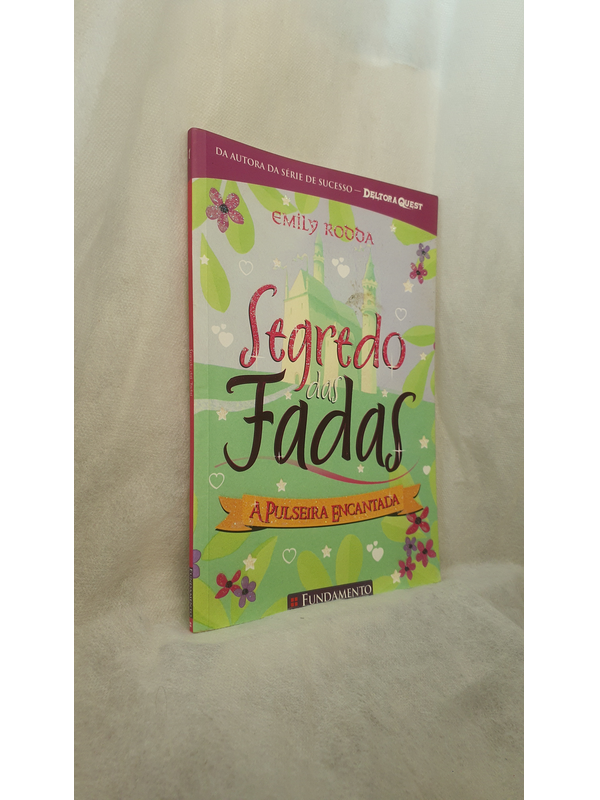 DA AUTORA DA SÉRIE DE SUCESSO — DELTORA QUEST
EMILY RODDA
Segredo
das
Fadas
A PULSEIRA ENCANTADA
FUNDAMENTO